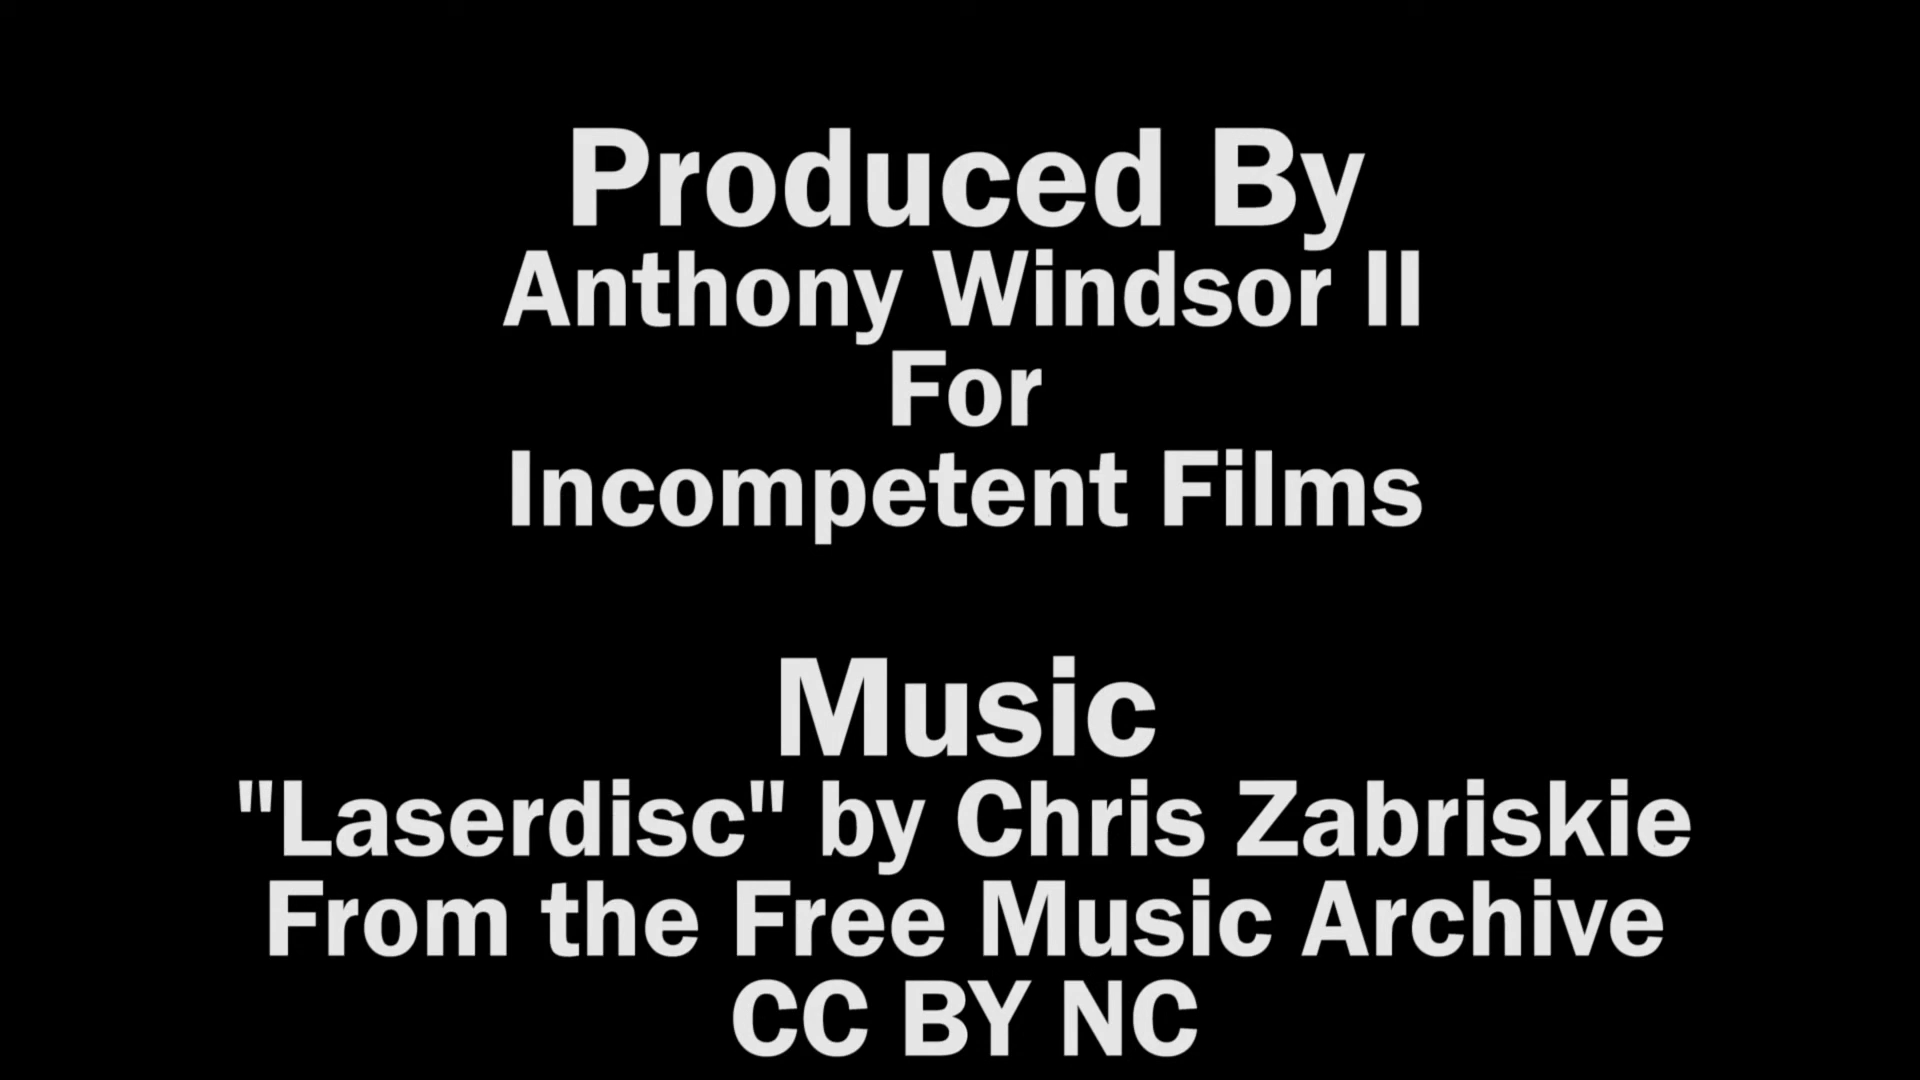 Produced By
Anthony Windsor II
For
Incompetent Films
Music
"Laserdisc" by Chris Zabriskie
From the Free Music Archive
CC BY NC